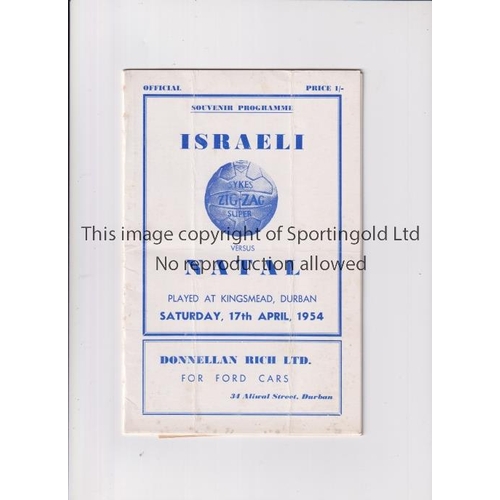 OFFICIAL PRICE 1/-
SOUVENIR PROGRAMME
ISRAELI
SYKES
ZIG-ZAG
SUPER
This image copyright of Sportingold Ltd
VERSUS
No reproduction allowed
NATAL
PLAYED AT KINGSMEAD, DURBAN
SATURDAY, 17th APRIL, 1954
DONNELLAN RICH LTD.
FOR FORD CARS
34 Aliwal Street, Durban